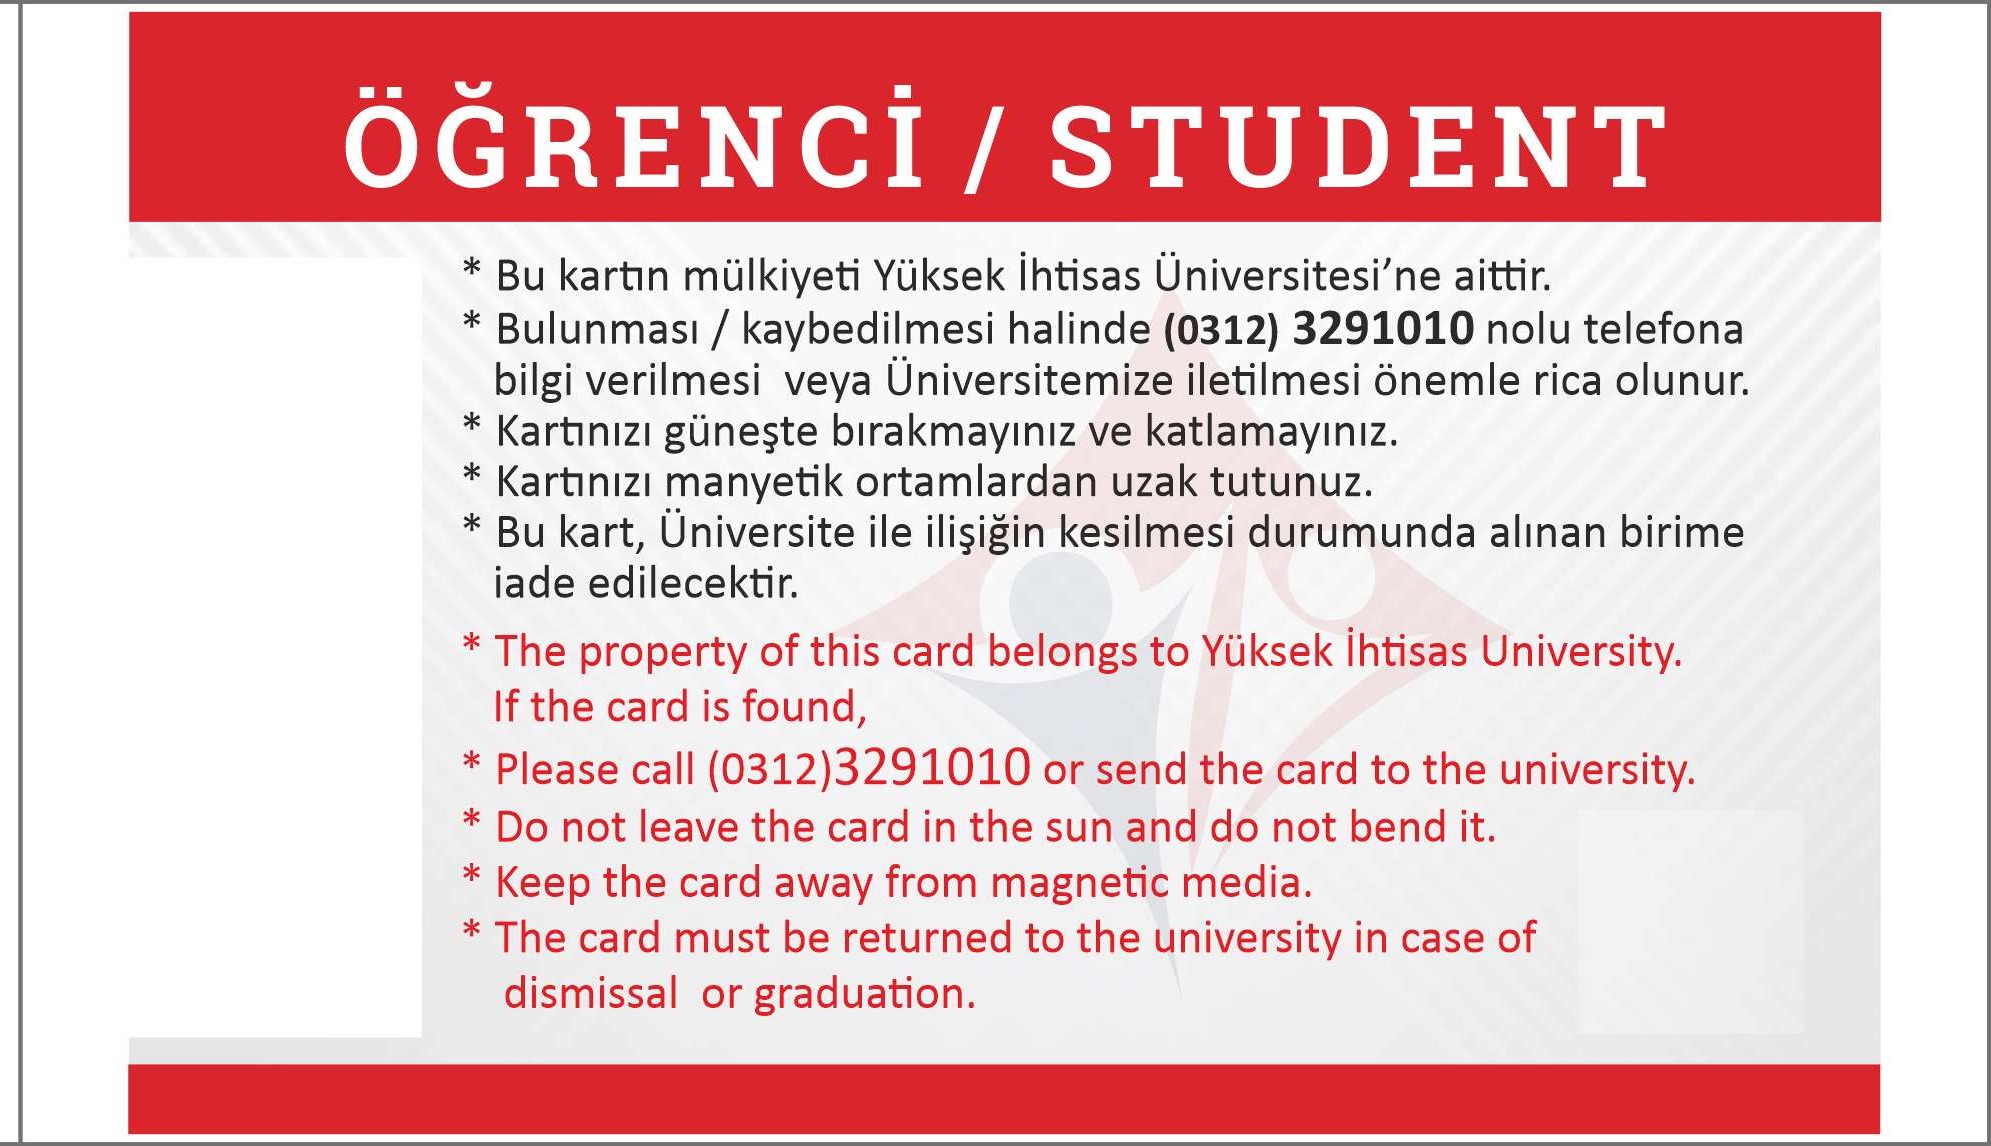 ÖĞRENCİ / STUDENT
* Bu kartın mülkiyeti Yüksek İhtisas Üniversitesi’ne aittir.
* Bulunması / kaybedilmesi halinde (0312) 3291010 nolu telefona
bilgi verilmesi  veya Üniversitemize iletilmesi önemle rica olunur.
* Kartınızı güneşte bırakmayınız ve katlamayınız.
* Kartınızı manyetik ortamlardan uzak tutunuz.
* Bu kart, Üniversite ile ilişiğin kesilmesi durumunda alınan birime
iade edilecektir.
* The property of this card belongs to Yüksek İhtisas University.
If the card is found,
* Please call (0312)3291010 or send the card to the university.
* Do not leave the card in the sun and do not bend it.
* Keep the card away from magnetic media.
* The card must be returned to the university in case of
dismissal  or graduation.